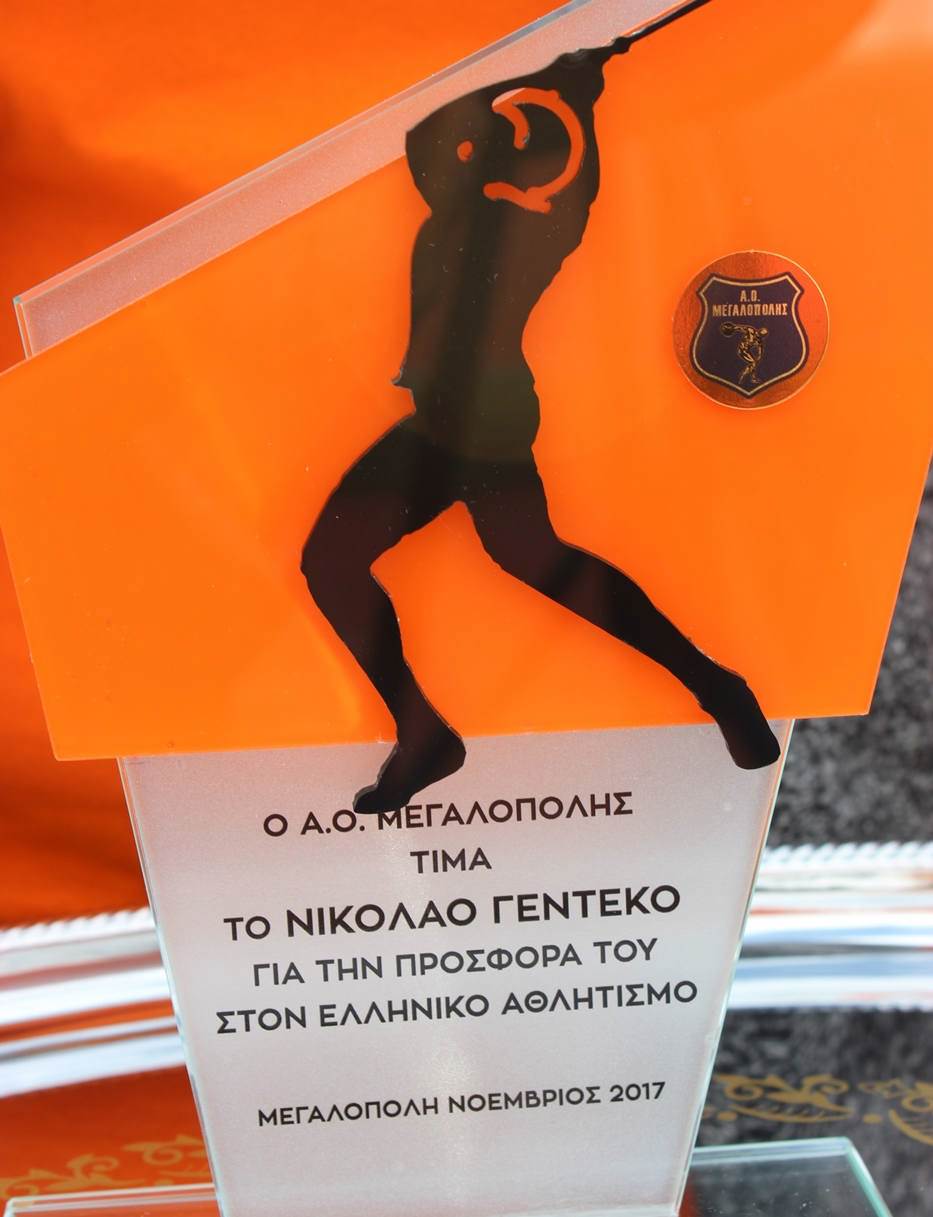 Α.Ο.
ΜΕΓΑΛΟΠΟΛΗΣ
Ο Α.Ο. ΜΕΓΑΛΟΠΟΛΗΣ
ΤΙΜΑ
ΤΟ ΝΙΚΟΛΑΟ ΓΕΝΤΕΚΟ
ΓΙΑ ΤΗΝ ΠΡΟΣΦΟΡΑ ΤΟΥ
ΣΤΟΝ ΕΛΛΗΝΙΚΟ ΑΘΛΗΤΙΣΜΟ
ΜΕΓΑΛΟΠΟΛΗ ΝΟΕΜΒΡΙΟΣ 2017